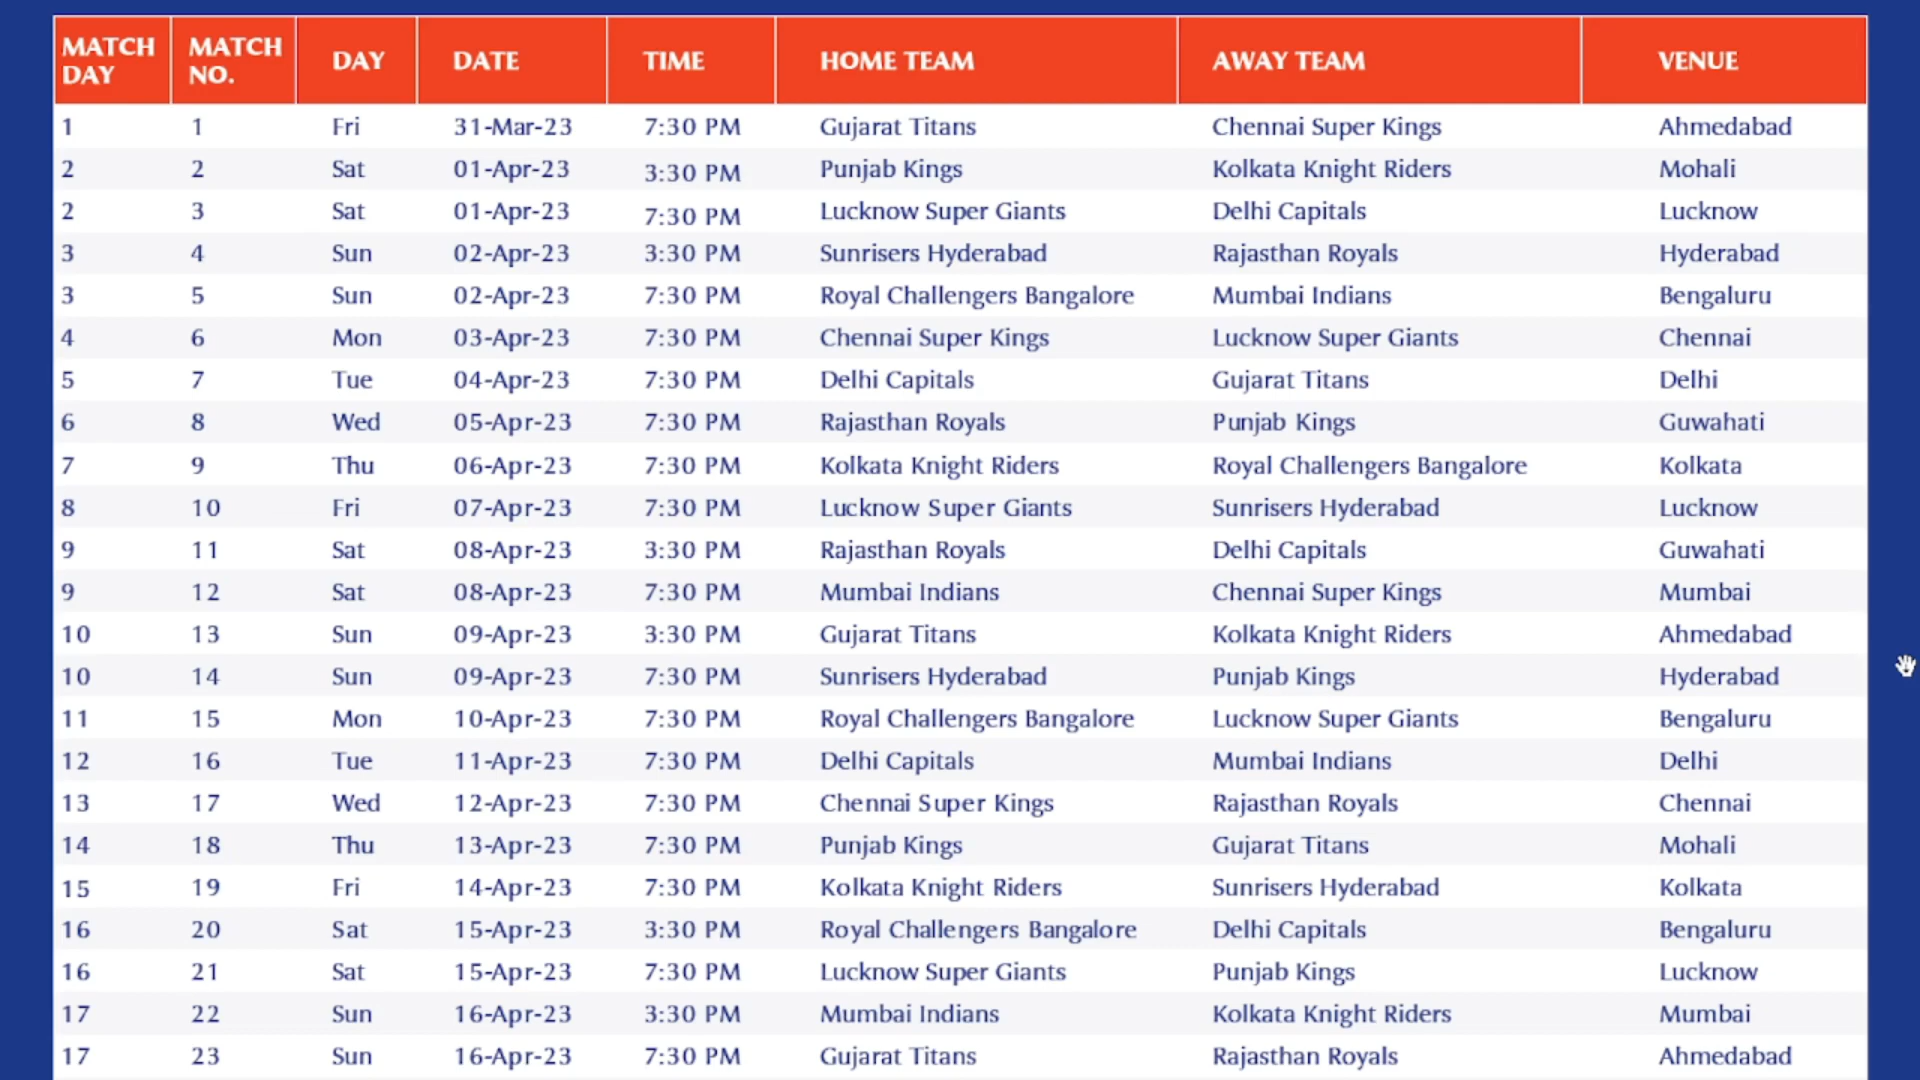 MATCH DAY MATCH NO. DAY DATE TIME HOME TEAM AWAY TEAM VENUE
1 1 Fri 31-Mar-23 7:30 PM Gujarat Titans Chennai Super Kings Ahmedabad
2 2 Sat 01-Apr-23 3:30 PM Punjab Kings Kolkata Knight Riders Mohali
2 3 Sat 01-Apr-23 7:30 PM Lucknow Super Giants Delhi Capitals Lucknow
3 4 Sun 02-Apr-23 3:30 PM Sunrisers Hyderabad Rajasthan Royals Hyderabad
3 5 Sun 02-Apr-23 7:30 PM Royal Challengers Bangalore Mumbai Indians Bengaluru
4 6 Mon 03-Apr-23 7:30 PM Chennai Super Kings Lucknow Super Giants Chennai
5 7 Tue 04-Apr-23 7:30 PM Delhi Capitals Gujarat Titans Delhi
6 8 Wed 05-Apr-23 7:30 PM Rajasthan Royals Punjab Kings Guwahati
7 9 Thu 06-Apr-23 7:30 PM Kolkata Knight Riders Royal Challengers Bangalore Kolkata
8 10 Fri 07-Apr-23 7:30 PM Lucknow Super Giants Sunrisers Hyderabad Lucknow
9 11 Sat 08-Apr-23 3:30 PM Rajasthan Royals Delhi Capitals Guwahati
9 12 Sat 08-Apr-23 7:30 PM Mumbai Indians Chennai Super Kings Mumbai
10 13 Sun 09-Apr-23 3:30 PM Gujarat Titans Kolkata Knight Riders Ahmedabad
10 14 Sun 09-Apr-23 7:30 PM Sunrisers Hyderabad Punjab Kings Hyderabad
11 15 Mon 10-Apr-23 7:30 PM Royal Challengers Bangalore Lucknow Super Giants Bengaluru
12 16 Tue 11-Apr-23 7:30 PM Delhi Capitals Mumbai Indians Delhi
13 17 Wed 12-Apr-23 7:30 PM Chennai Super Kings Rajasthan Royals Chennai
14 18 Thu 13-Apr-23 7:30 PM Punjab Kings Gujarat Titans Mohali
15 19 Fri 14-Apr-23 7:30 PM Kolkata Knight Riders Sunrisers Hyderabad Kolkata
16 20 Sat 15-Apr-23 3:30 PM Royal Challengers Bangalore Delhi Capitals Bengaluru
16 21 Sat 15-Apr-23 7:30 PM Lucknow Super Giants Punjab Kings Lucknow
17 22 Sun 16-Apr-23 3:30 PM Mumbai Indians Kolkata Knight Riders Mumbai
17 23 Sun 16-Apr-23 7:30 PM Gujarat Titans Rajasthan Royals Ahmedabad